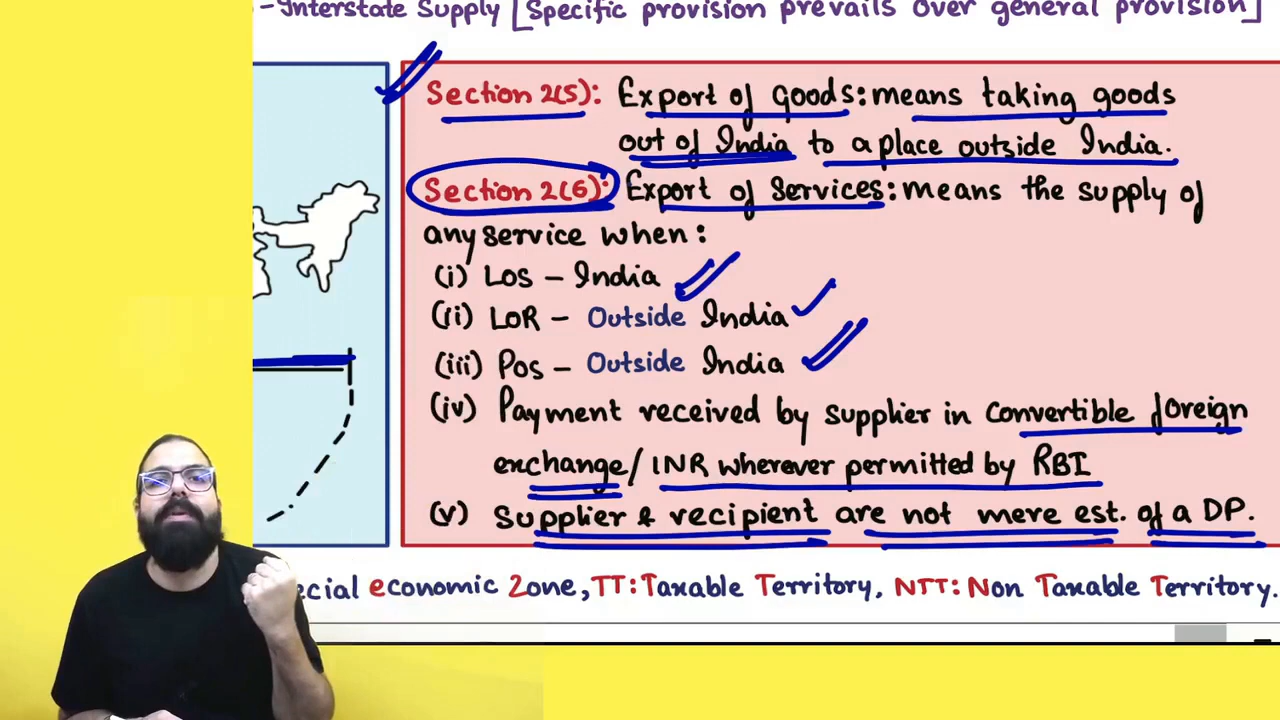 -Interstate Supply [Specific provision prevails over general provision]
Section 2(5): Export of goods: means taking goods
out of India to a place outside India.
Section 2(6): Export of Services: means the supply of
any service when:
(i) LOS - India
(ii) LOR - Outside India
(iii) POS - Outside India
(iv) Payment received by supplier in Convertible foreign
exchange/ INR wherever permitted by RBI
(v) Supplier & recipient are not mere est. of a DP.
ecial economic Zone, TT: Taxable Territory, NTT: Non Taxable Territory.